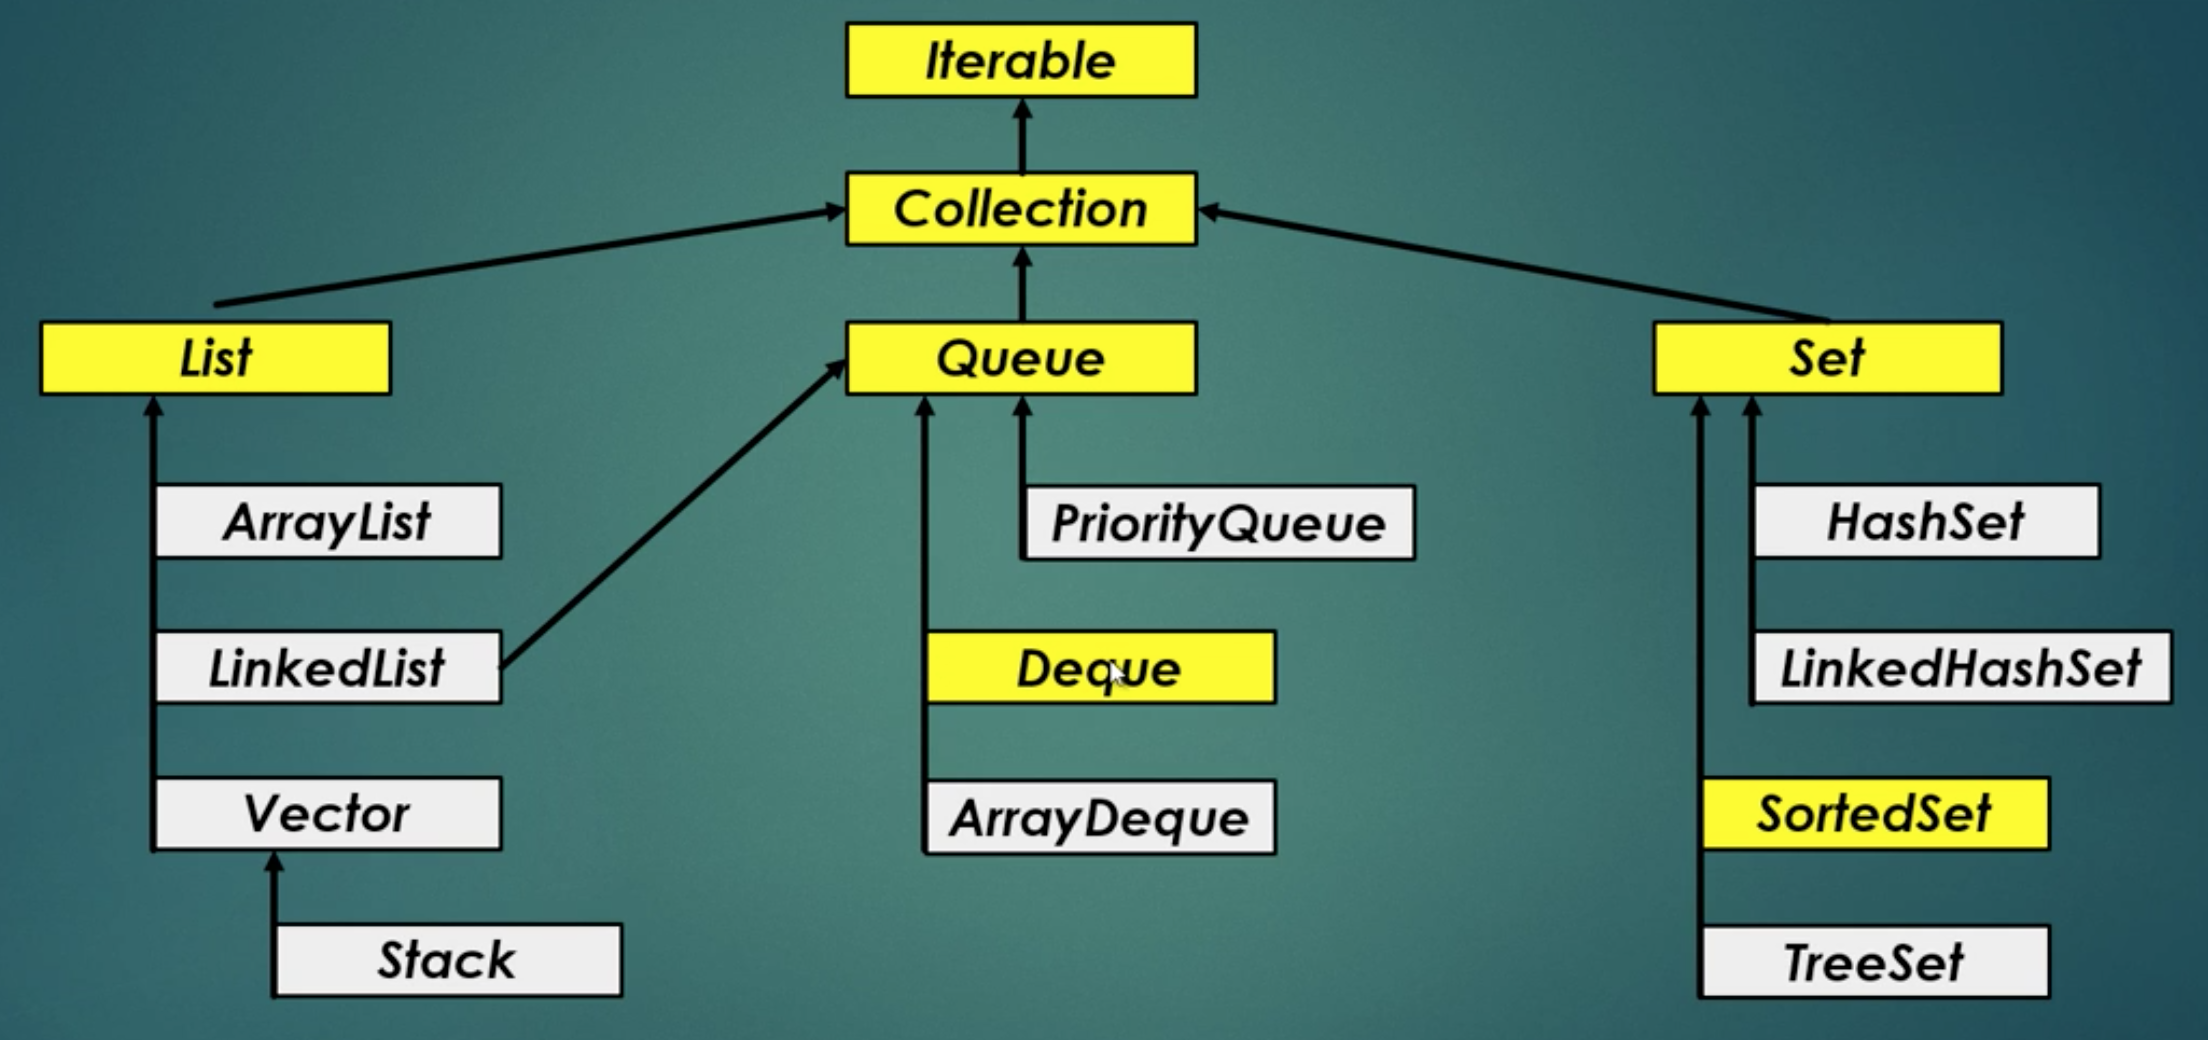 Iterable
Collection
List
Queue
Set
ArrayList
PriorityQueue
HashSet
LinkedList
Deque
LinkedHashSet
Vector
ArrayDeque
SortedSet
Stack
TreeSet